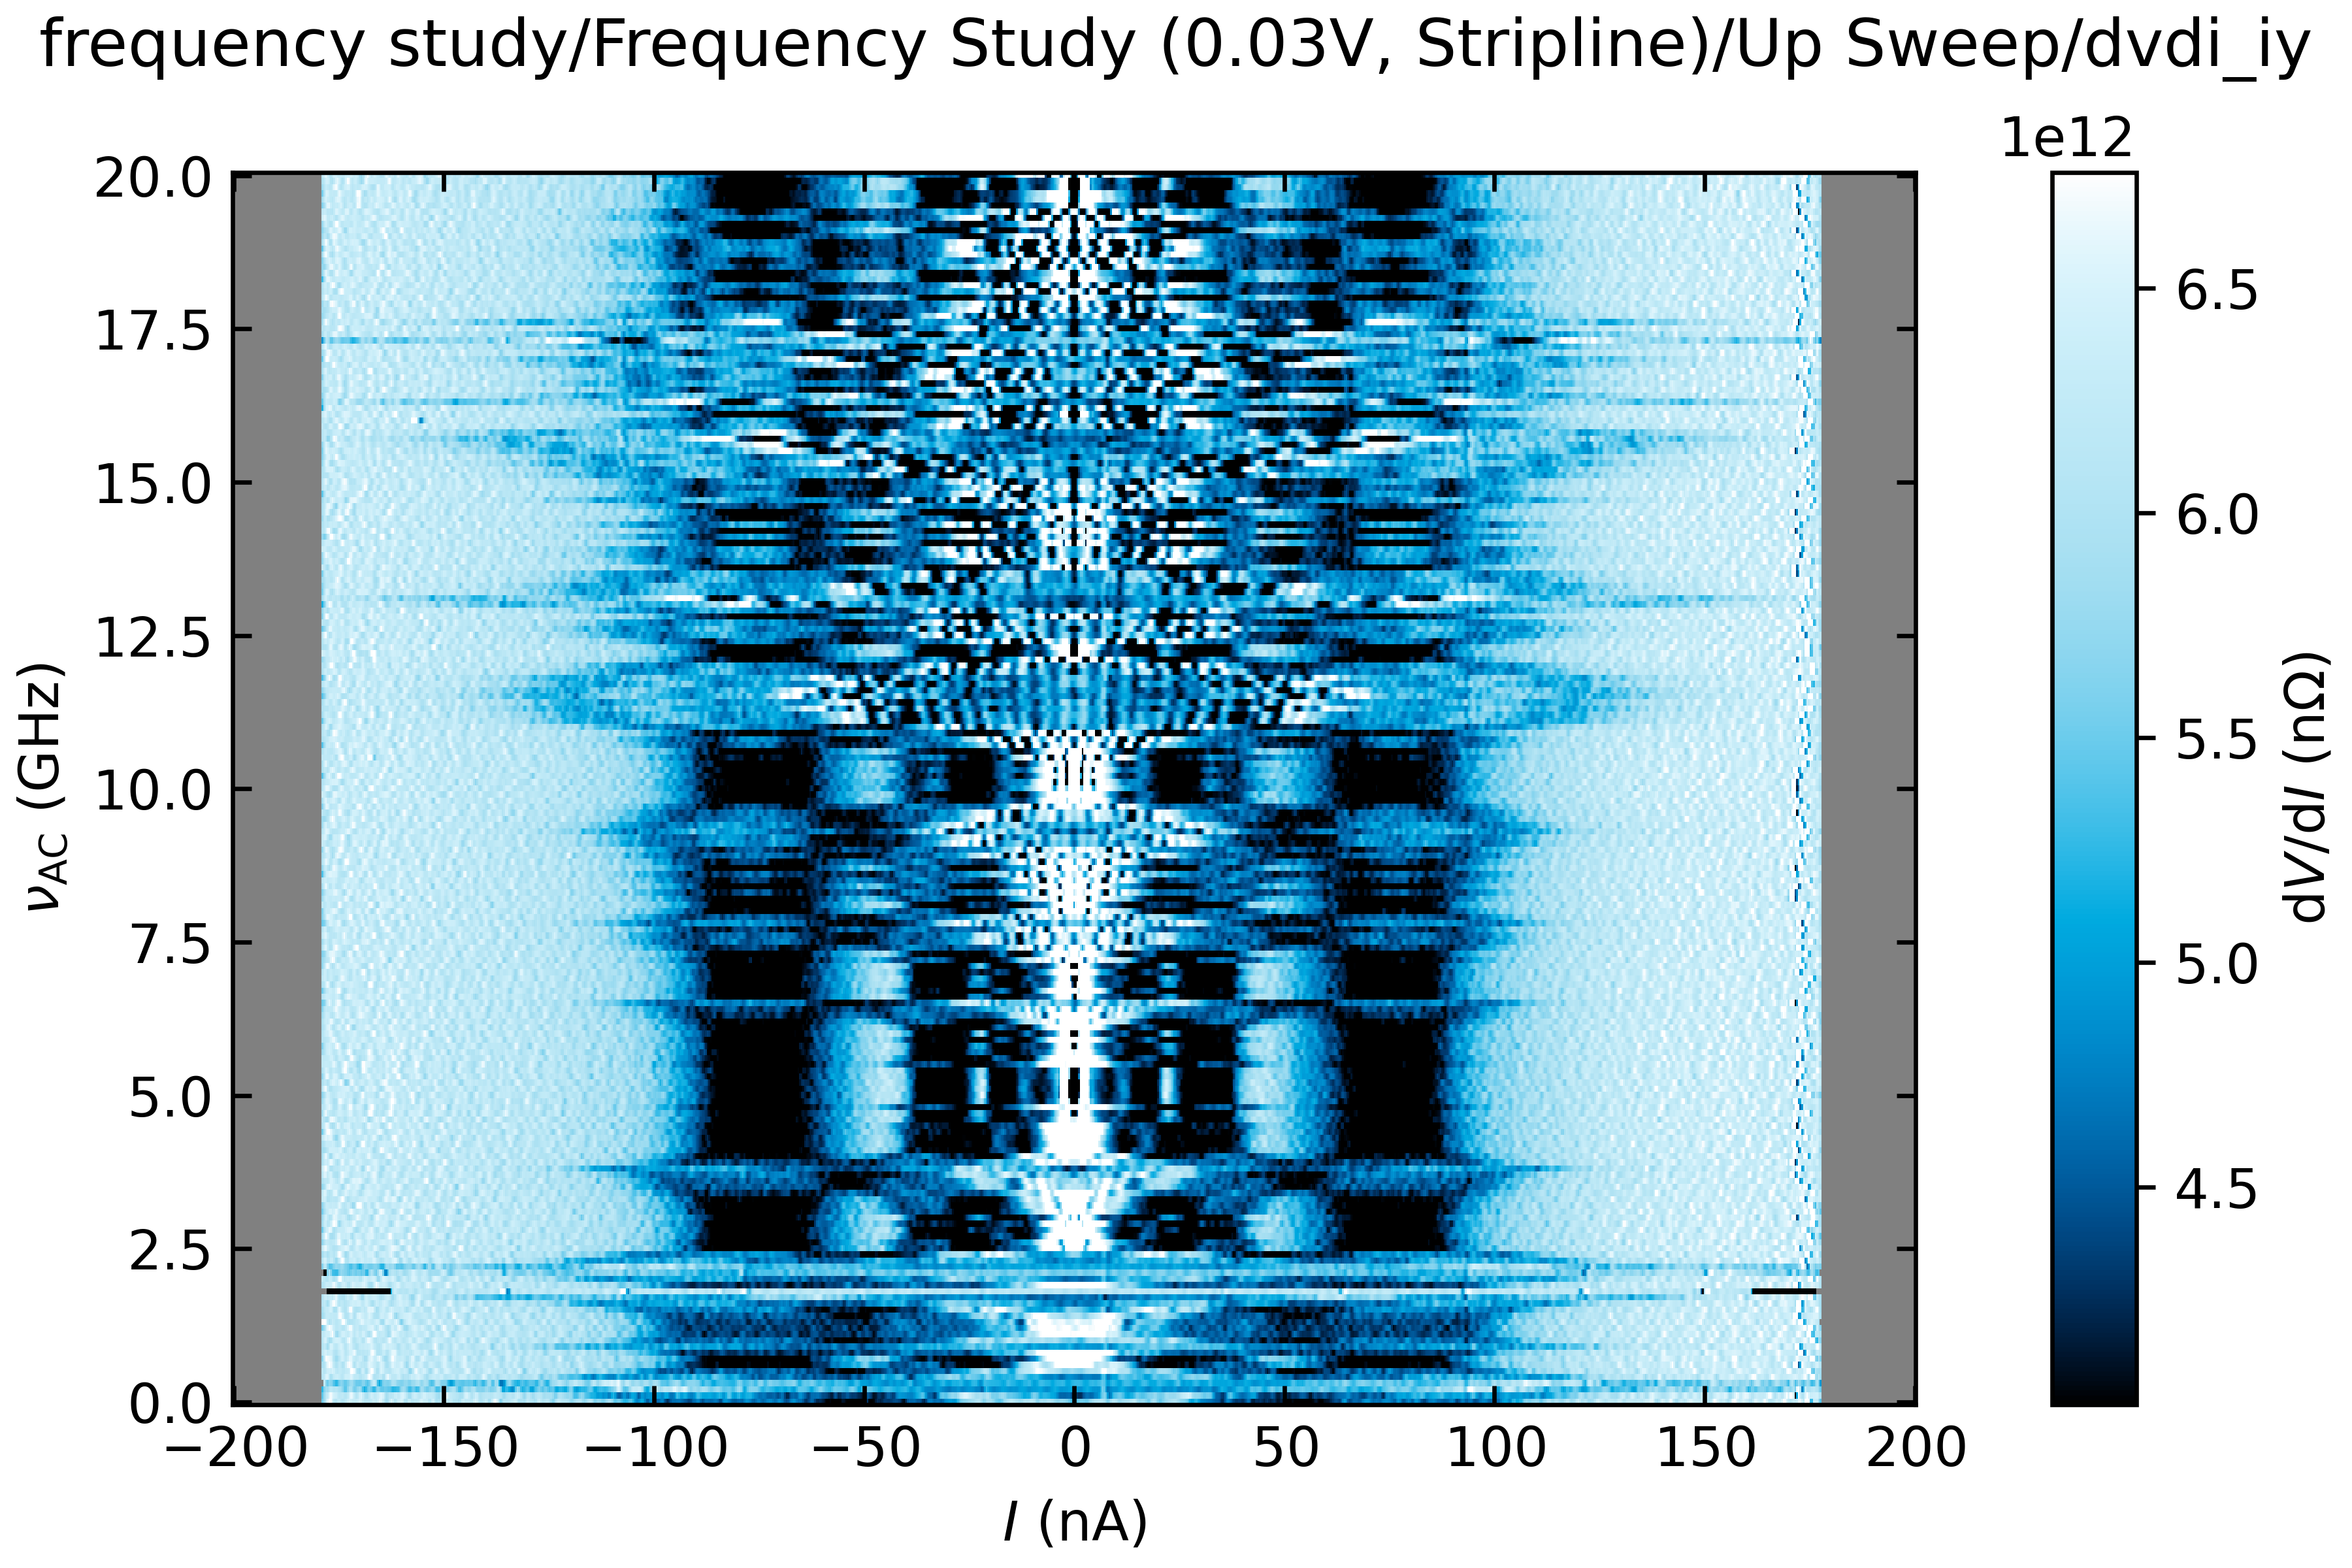 frequency study/Frequency Study (0.03V, Stripline)/Up Sweep/dvdi_iy
1e12
20.0
17.5
15.0
12.5
10.0
7.5
5.0
2.5
0.0
ν_AC (GHz)
−200 −150 −100 −50 0 50 100 150 200
I (nA)
6.5
6.0
5.5
5.0
4.5
dV/dI (nΩ)